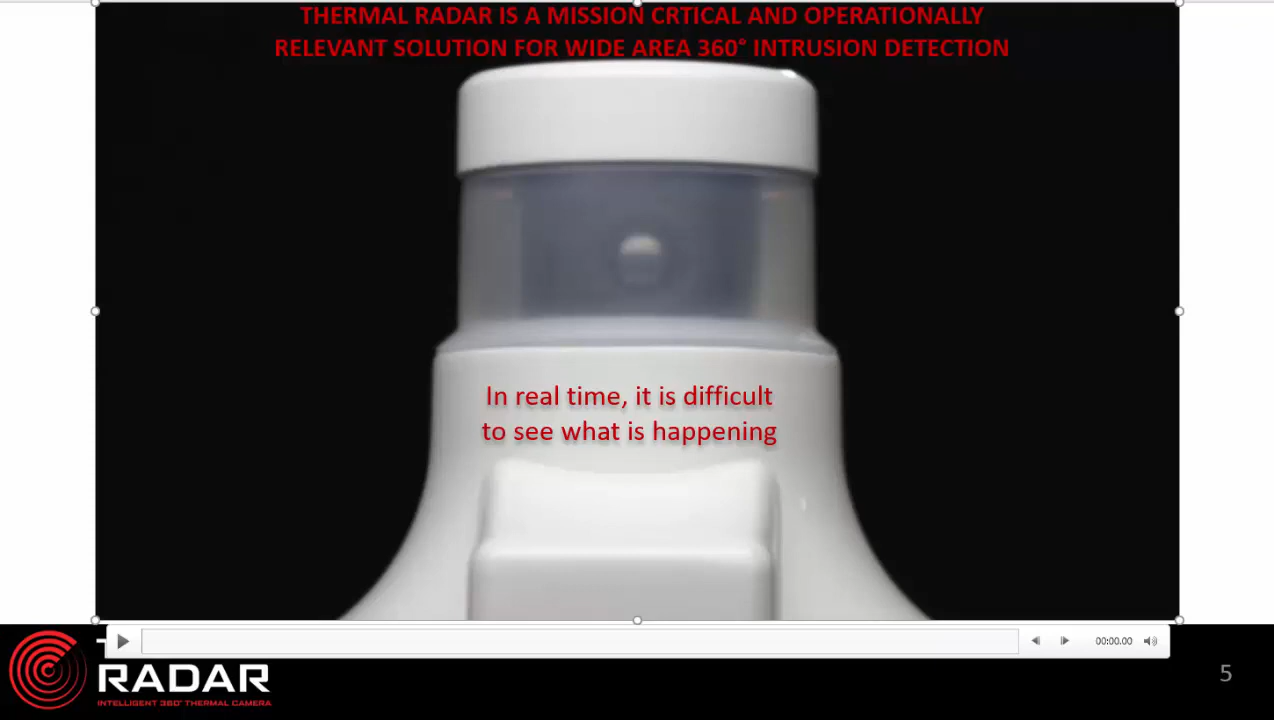 THERMAL RADAR IS A MISSION CRTICAL AND OPERATIONALLY
RELEVANT SOLUTION FOR WIDE AREA 360° INTRUSION DETECTION
In real time, it is difficult
to see what is happening
00:00.00
RADAR
INTELLIGENT 360° THERMAL CAMERA
5